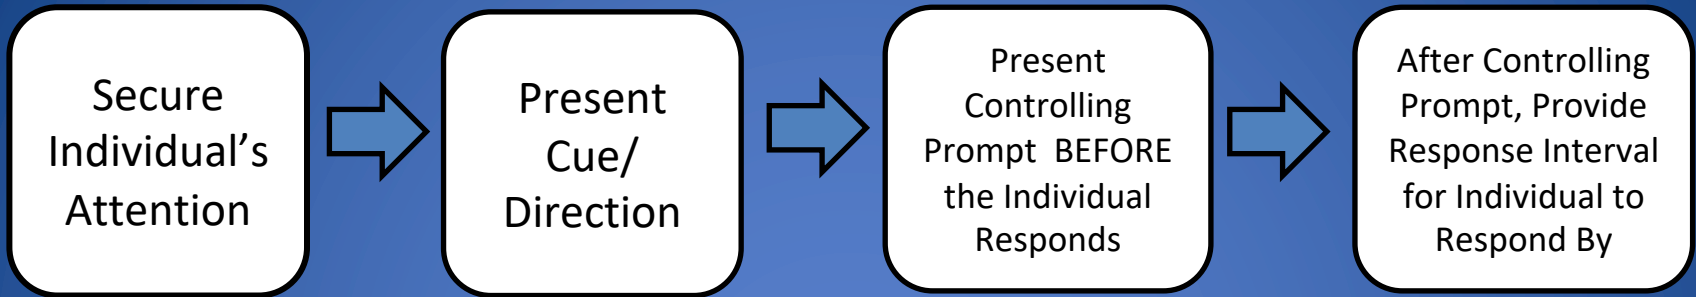 Secure
Individual’s
Attention
Present
Cue/
Direction
Present
Controlling
Prompt BEFORE
the Individual
Responds
After Controlling
Prompt, Provide
Response Interval
for Individual to
Respond By